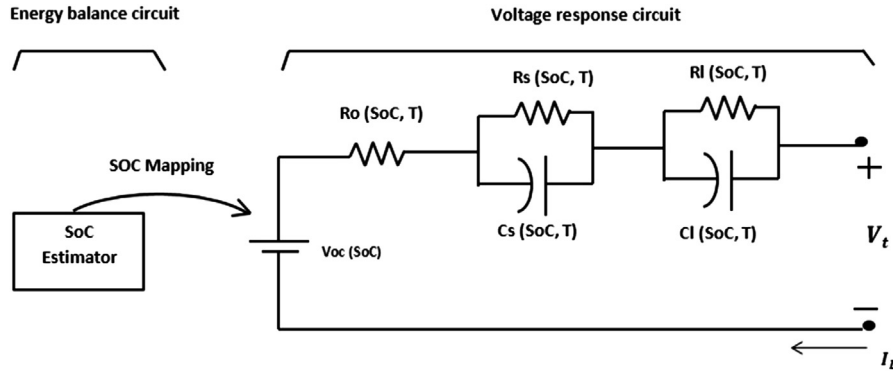 Energy balance circuit
Voltage response circuit
Rs (SoC, T)
Rl (SoC, T)
Ro (SoC, T)
SOC Mapping
+
SoC
Estimator
Voc (SoC)
Cs (SoC, T)
Cl (SoC, T)
Vt
−